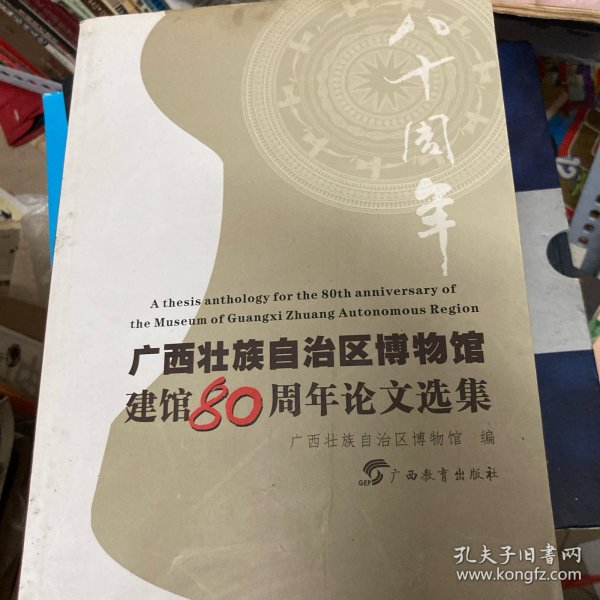 八十周年
A thesis anthology for the 80th anniversary of
the Museum of Guangxi Zhuang Autonomous Region
广西壮族自治区博物馆
建馆80周年论文选集
广西壮族自治区博物馆 编
GEP 广西教育出版社
孔夫子旧书网
www.kongfz.com